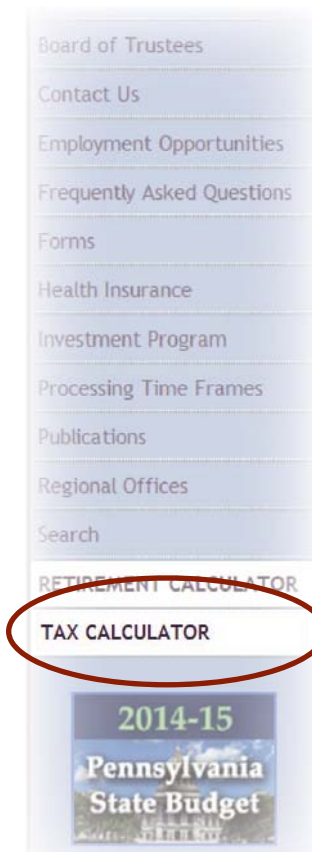 Board of Trustees
Contact Us
Employment Opportunities
Frequently Asked Questions
Forms
Health Insurance
Investment Program
Processing Time Frames
Publications
Regional Offices
Search
RETIREMENT CALCULATOR
TAX CALCULATOR
2014-15
Pennsylvania
State Budget